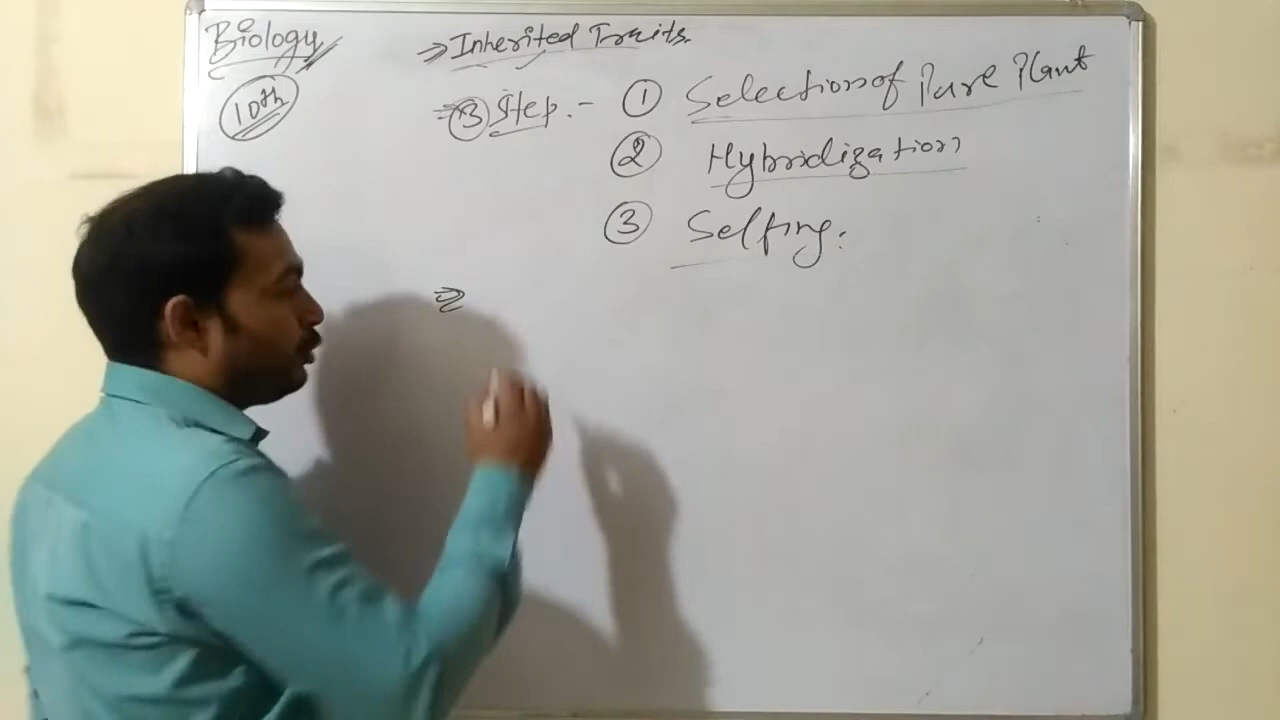 Biology
10th
⇒ Inherited Traits.
⇒ ③ Step :- ① Selection of Pure Plant
② Hybridization
③ Selfing.
⇒